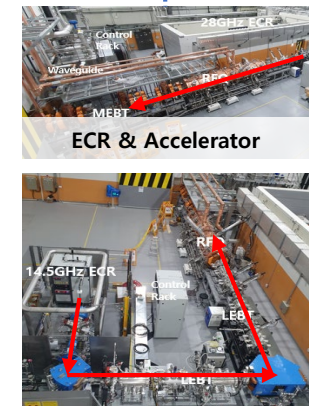 28GHz ECR
Control
Rack
Waveguide
RFQ
MEBT
ECR & Accelerator
RFQ
14.5GHz ECR
Control
Rack
LEBT
LEBT